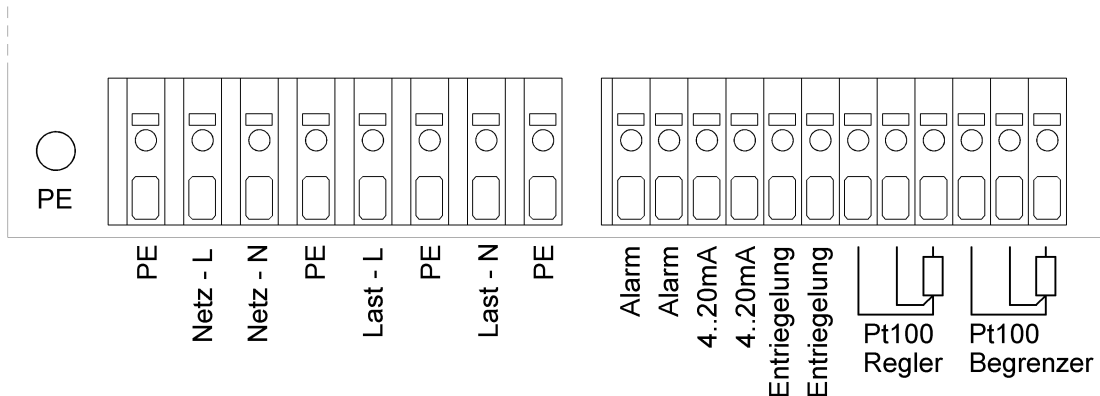 PE
PE
Netz - L
Netz - N
PE
Last - L
PE
Last - N
PE
Alarm
Alarm
4..20mA
4..20mA
Entriegelung
Entriegelung
Pt100
Regler
Pt100
Begrenzer